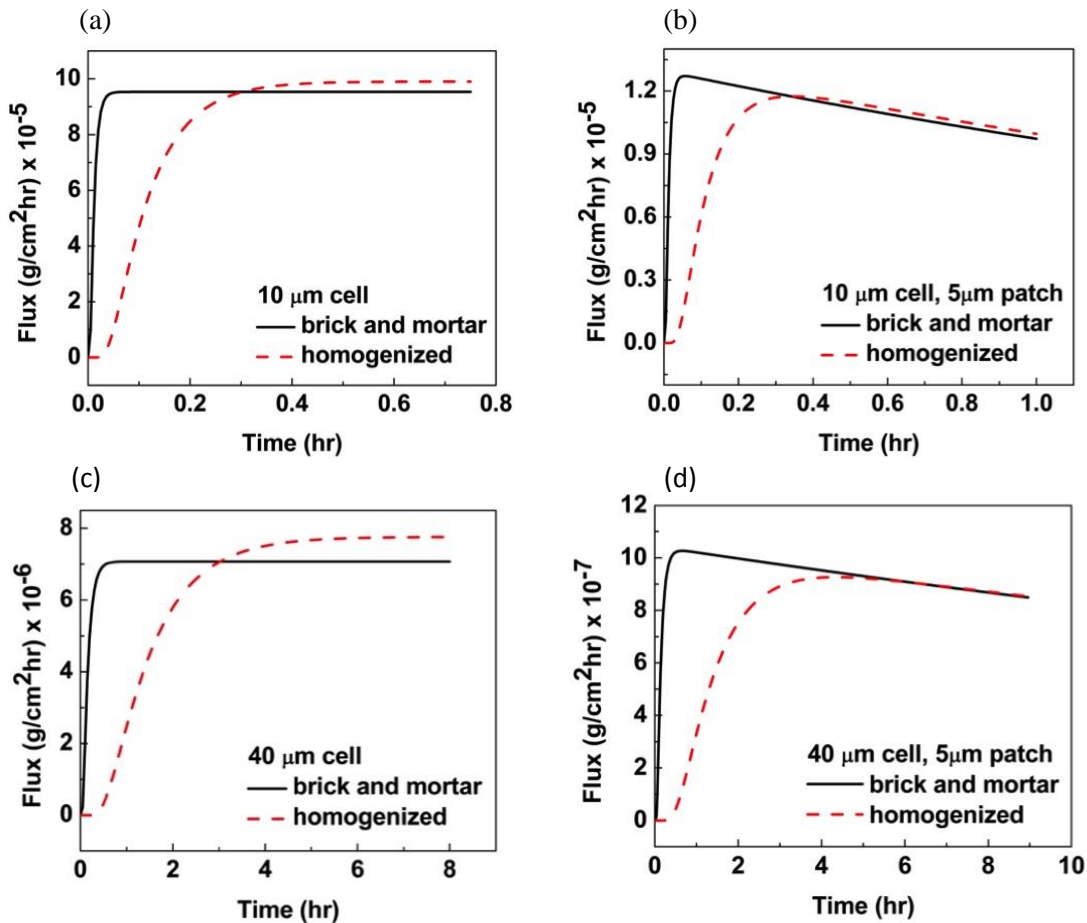 (a)
Flux (g/cm²hr) x 10⁻⁵
10
8
6
4
2
0
10 μm cell
brick and mortar
homogenized
0.0 0.2 0.4 0.6 0.8
Time (hr)
(b)
Flux (g/cm²hr) x 10⁻⁵
1.2
0.9
0.6
0.3
0.0
10 μm cell, 5μm patch
brick and mortar
homogenized
0.0 0.2 0.4 0.6 0.8 1.0
Time (hr)
(c)
Flux (g/cm²hr) x 10⁻⁶
8
6
4
2
0
40 μm cell
brick and mortar
homogenized
0 2 4 6 8
Time (hr)
(d)
Flux (g/cm²hr) x 10⁻⁷
12
10
8
6
4
2
0
40 μm cell, 5μm patch
brick and mortar
homogenized
0 2 4 6 8 10
Time (hr)